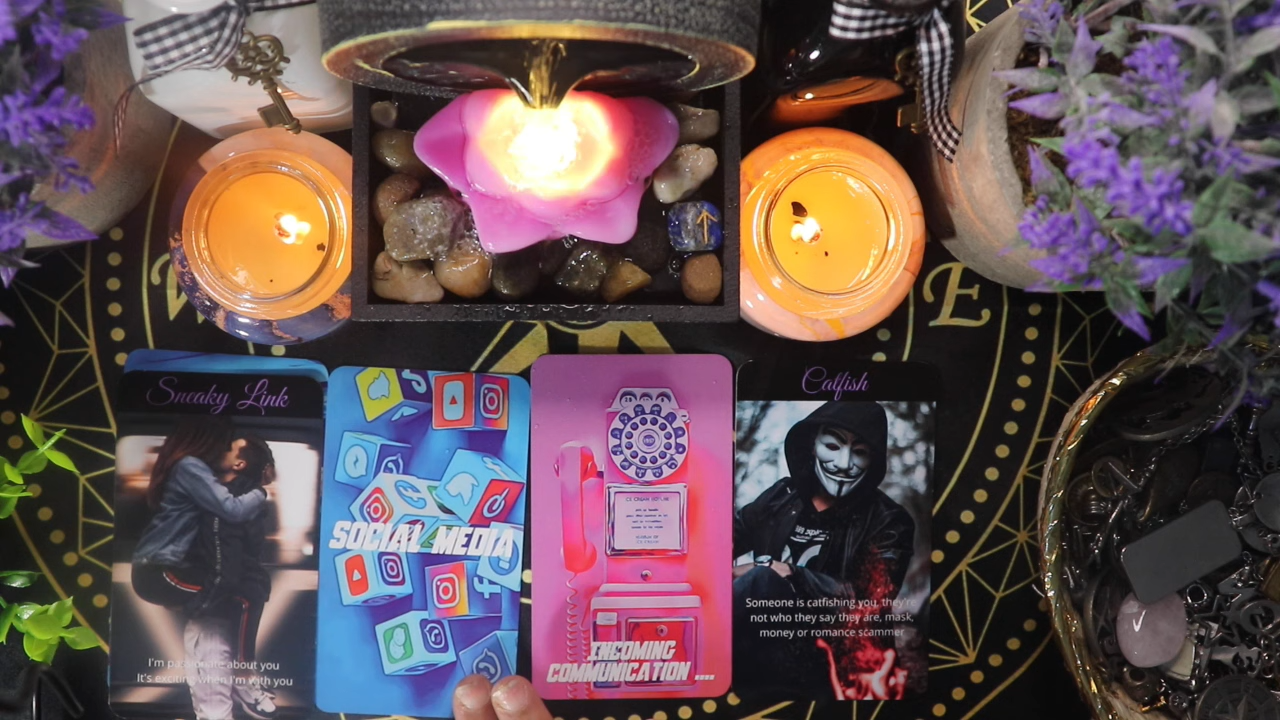 W
E
Sneaky Link
I'm passionate about you
It's exciting when I'm with you
SOCIAL MEDIA
INCOMING
COMMUNICATION ....
Catfish
Someone is catfishing you, they're
not who they say they are, mask,
money or romance scammer